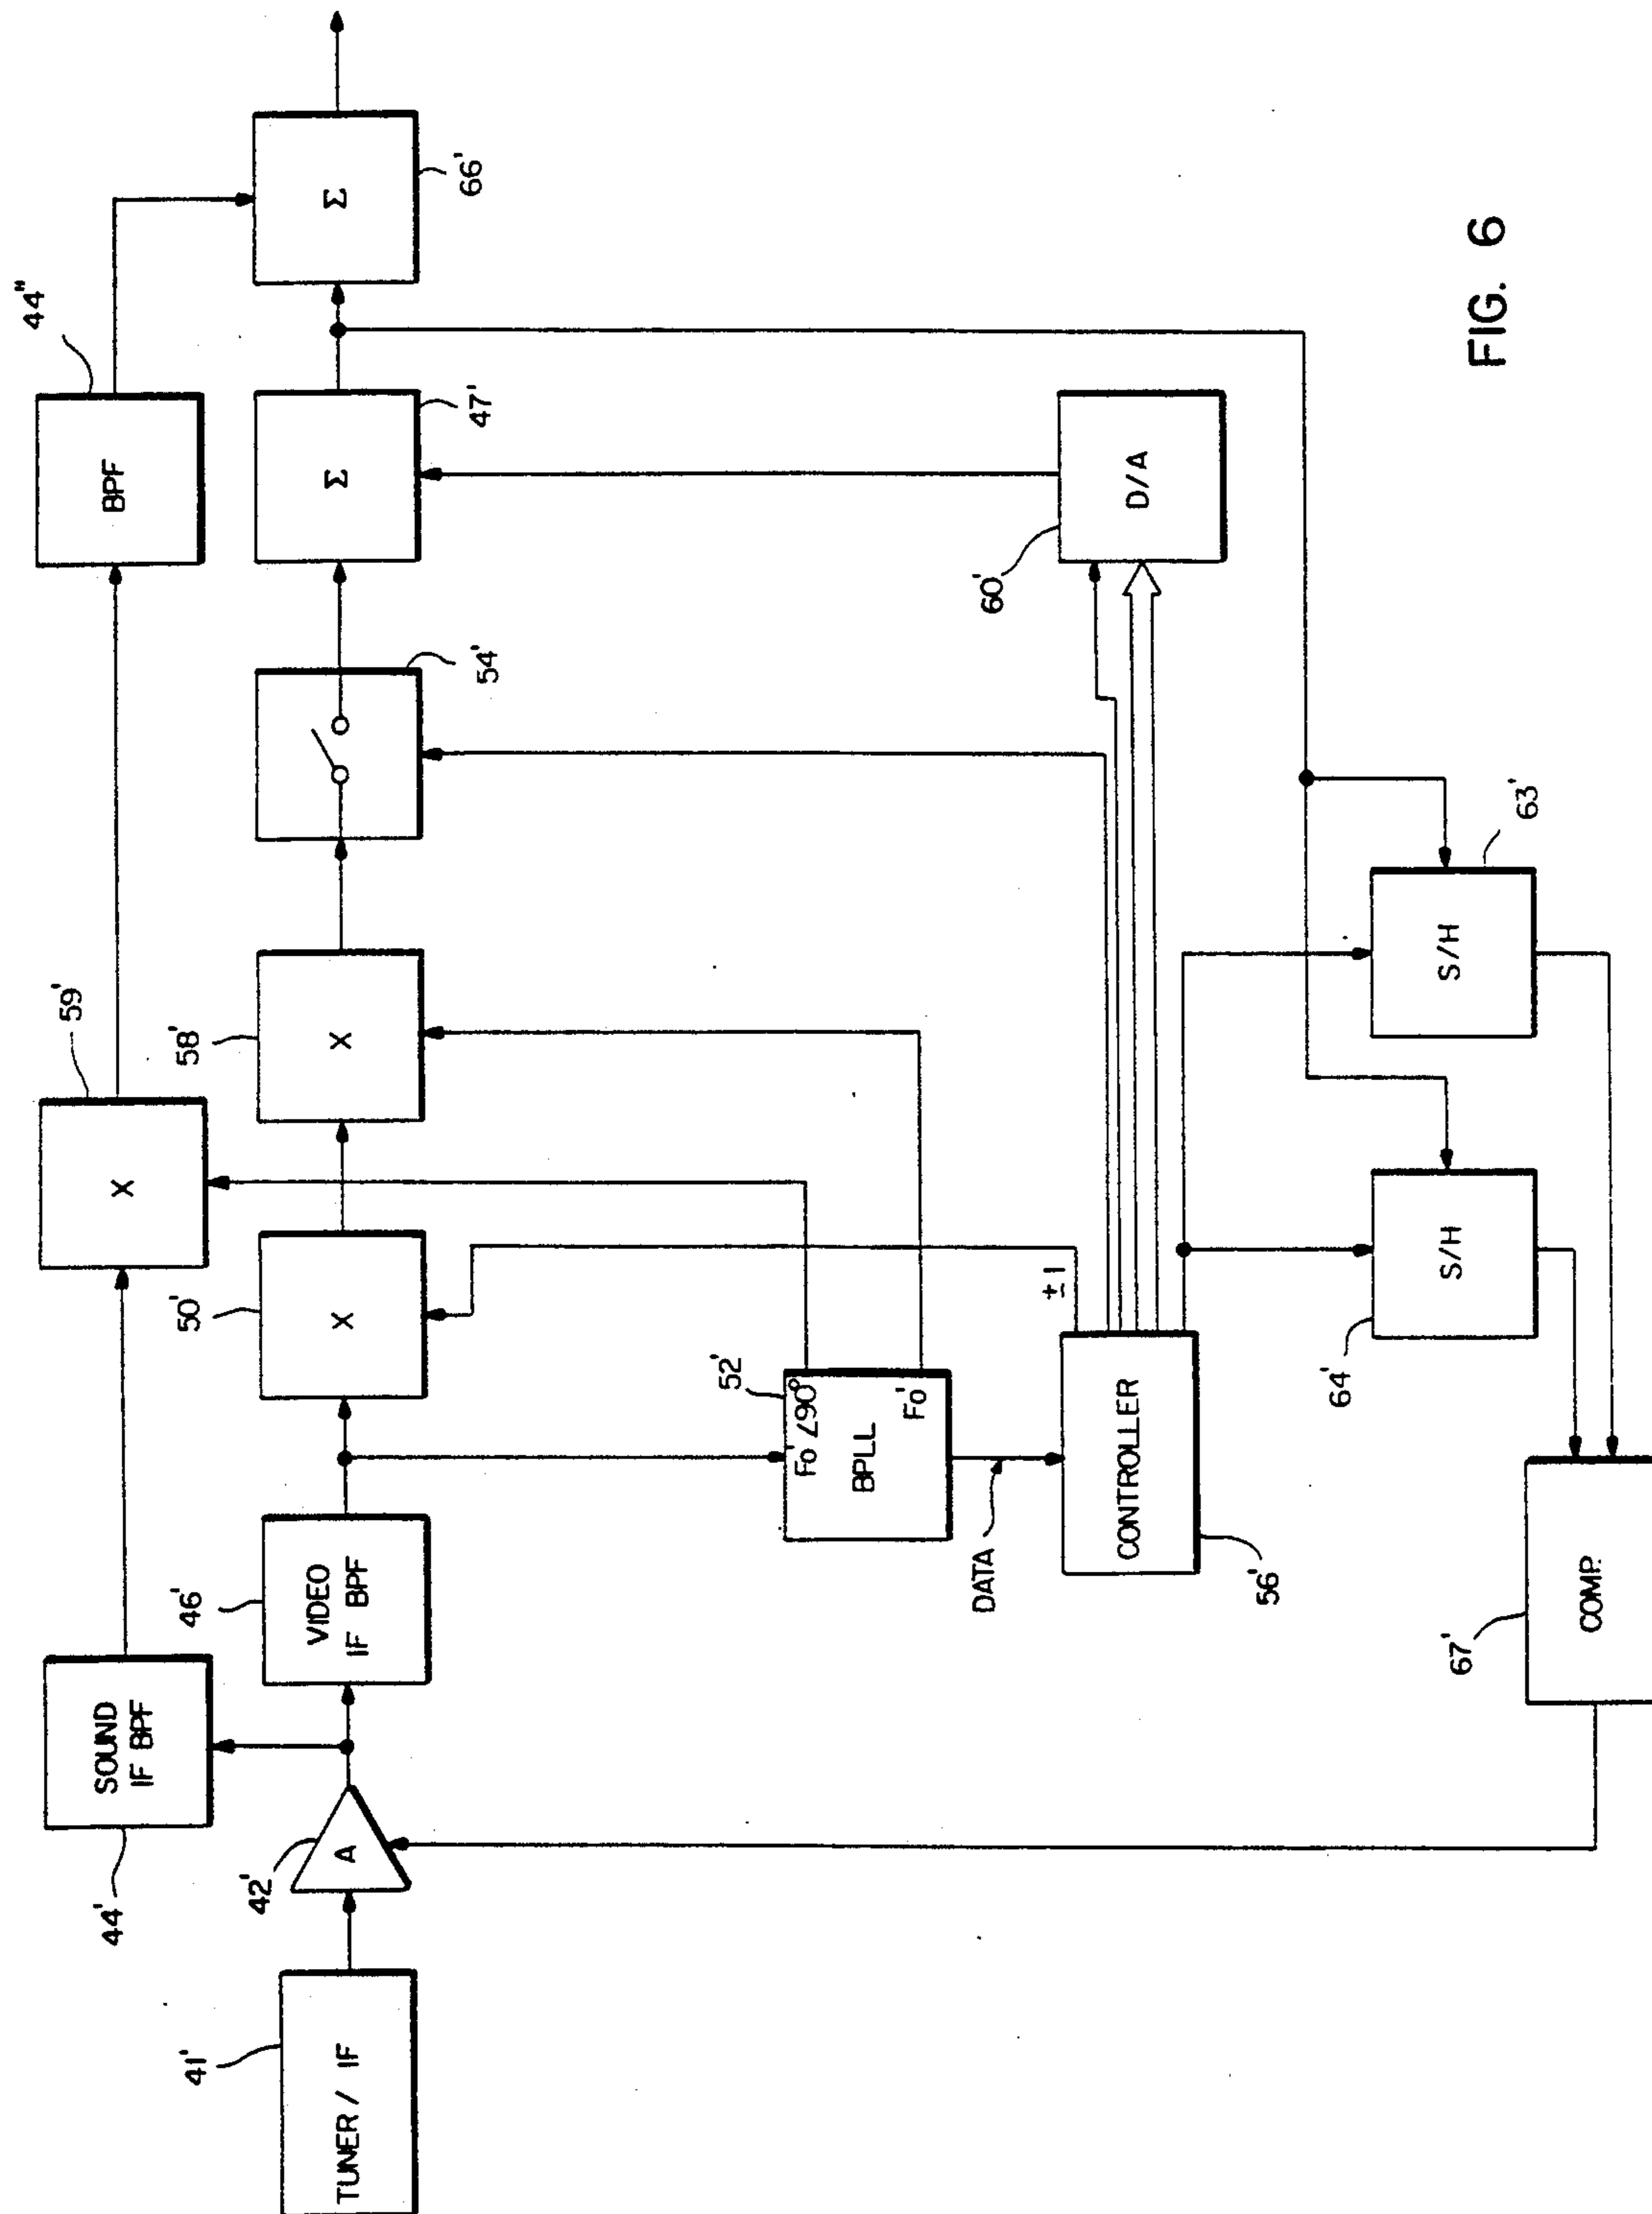 44'
SOUND
IF BPF
59'
X
44"
BPF
41'
TUNER / IF
42'
A
46'
VIDEO
IF BPF
50'
X
58'
X
54'
Σ
47'
Σ
66'
52'
Fo' ∠90°
Fo'
BPLL
DATA
±1
CONTROLLER
56'
60'
D/A
67'
COMP.
64'
S/H
S/H
63'
FIG. 6